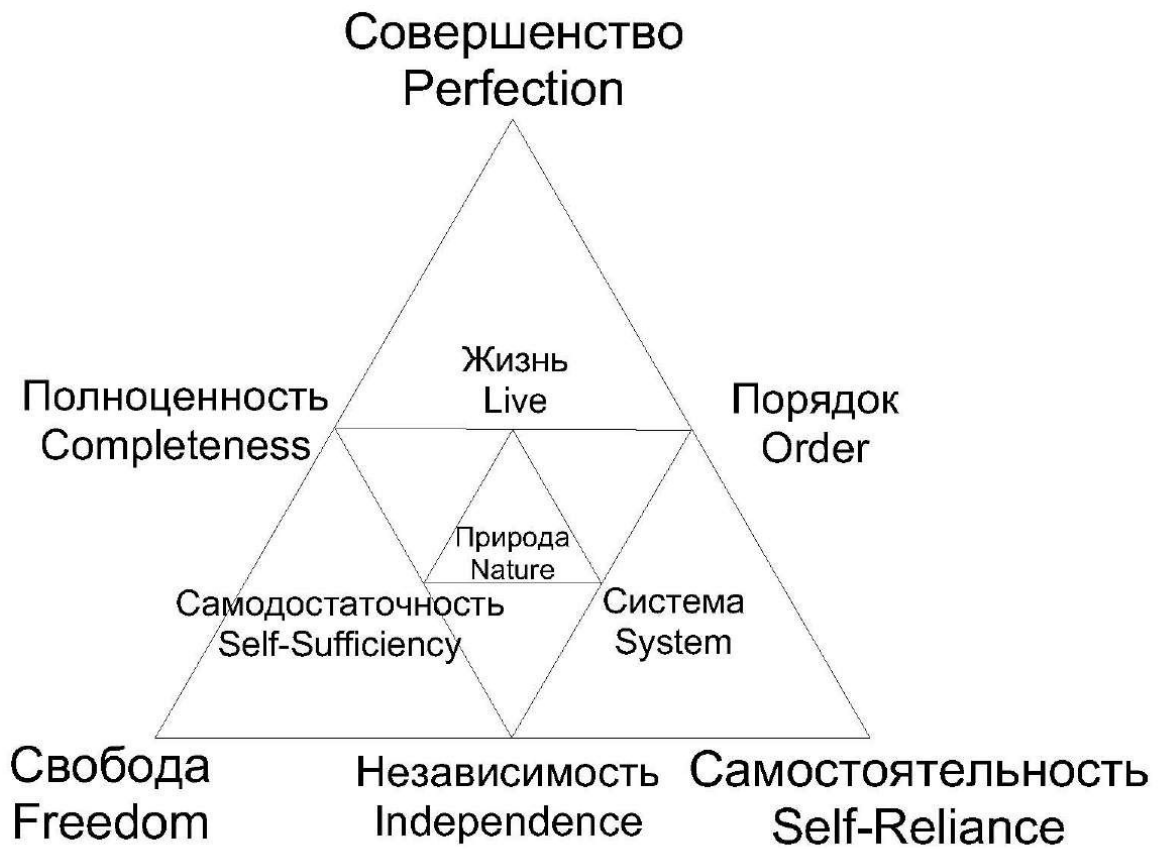 Совершенство
Perfection
Жизнь
Live
Полноценность
Completeness
Порядок
Order
Природа
Nature
Самодостаточность
Self-Sufficiency
Система
System
Свобода
Freedom
Независимость
Independence
Самостоятельность
Self-Reliance